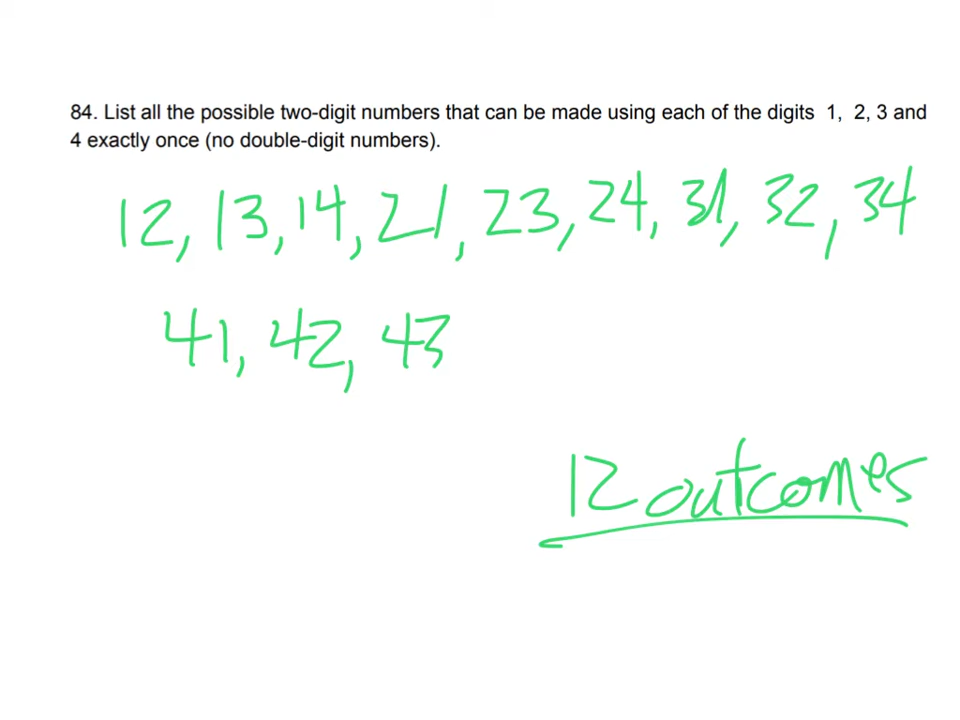 84. List all the possible two-digit numbers that can be made using each of the digits 1, 2, 3 and
4 exactly once (no double-digit numbers).
12, 13, 14, 21, 23, 24, 31, 32, 34
41, 42, 43
12 outcomes